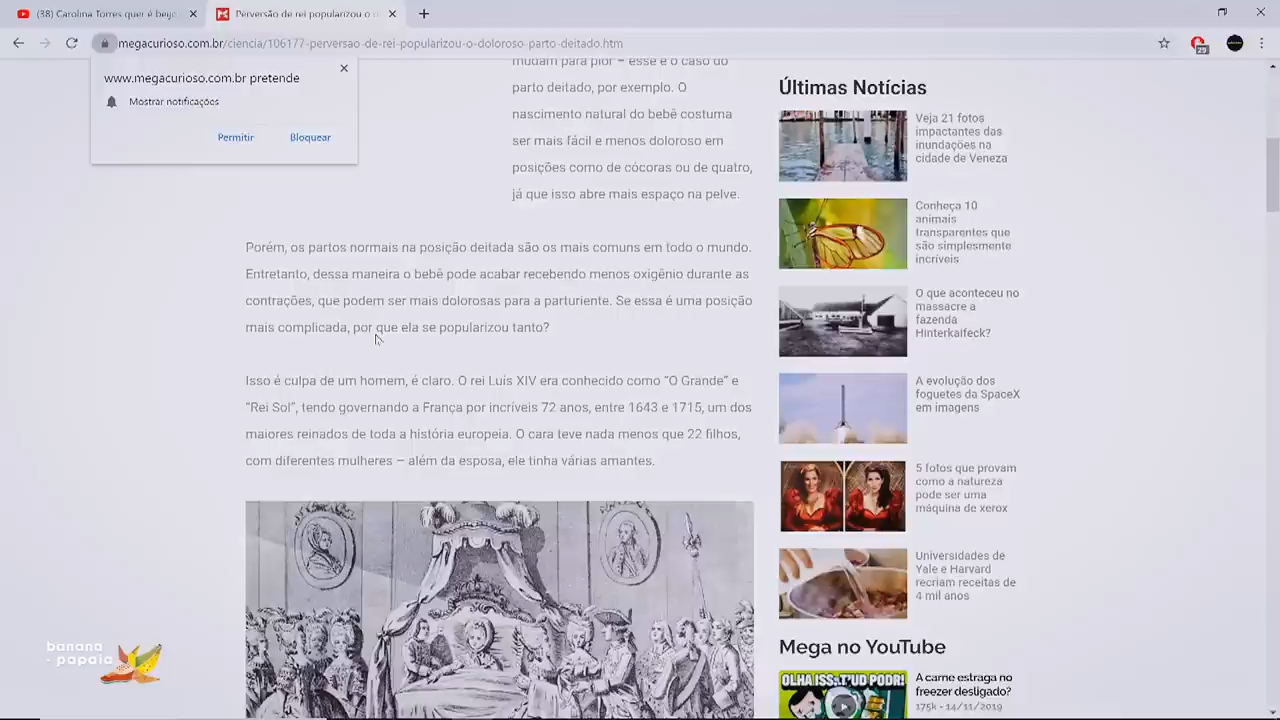 (38) Carolina Torres quer é beijo
Perversão de rei popularizou o d
megacurioso.com.br/ciencia/106177-perversao-de-rei-popularizou-o-doloroso-parto-deitado.htm
29
www.megacurioso.com.br pretende
Mostrar notificações
Permitir
Bloquear
mudam para pior – esse é o caso do
parto deitado, por exemplo. O
nascimento natural do bebê costuma
ser mais fácil e menos doloroso em
posições como de cócoras ou de quatro,
já que isso abre mais espaço na pelve.
Porém, os partos normais na posição deitada são os mais comuns em todo o mundo.
Entretanto, dessa maneira o bebê pode acabar recebendo menos oxigênio durante as
contrações, que podem ser mais dolorosas para a parturiente. Se essa é uma posição
mais complicada, por que ela se popularizou tanto?
Isso é culpa de um homem, é claro. O rei Luís XIV era conhecido como “O Grande” e
“Rei Sol”, tendo governando a França por incríveis 72 anos, entre 1643 e 1715, um dos
maiores reinados de toda a história europeia. O cara teve nada menos que 22 filhos,
com diferentes mulheres – além da esposa, ele tinha várias amantes.
Últimas Notícias
Veja 21 fotos
impactantes das
inundações na
cidade de Veneza
Conheça 10
animais
transparentes que
são simplesmente
incríveis
O que aconteceu no
massacre a
fazenda
Hinterkaifeck?
A evolução dos
foguetes da SpaceX
em imagens
5 fotos que provam
como a natureza
pode ser uma
máquina de xerox
Universidades de
Yale e Harvard
recriam receitas de
4 mil anos
Mega no YouTube
A carne estraga no
freezer desligado?
175k - 14/11/2019
banana
- papaia